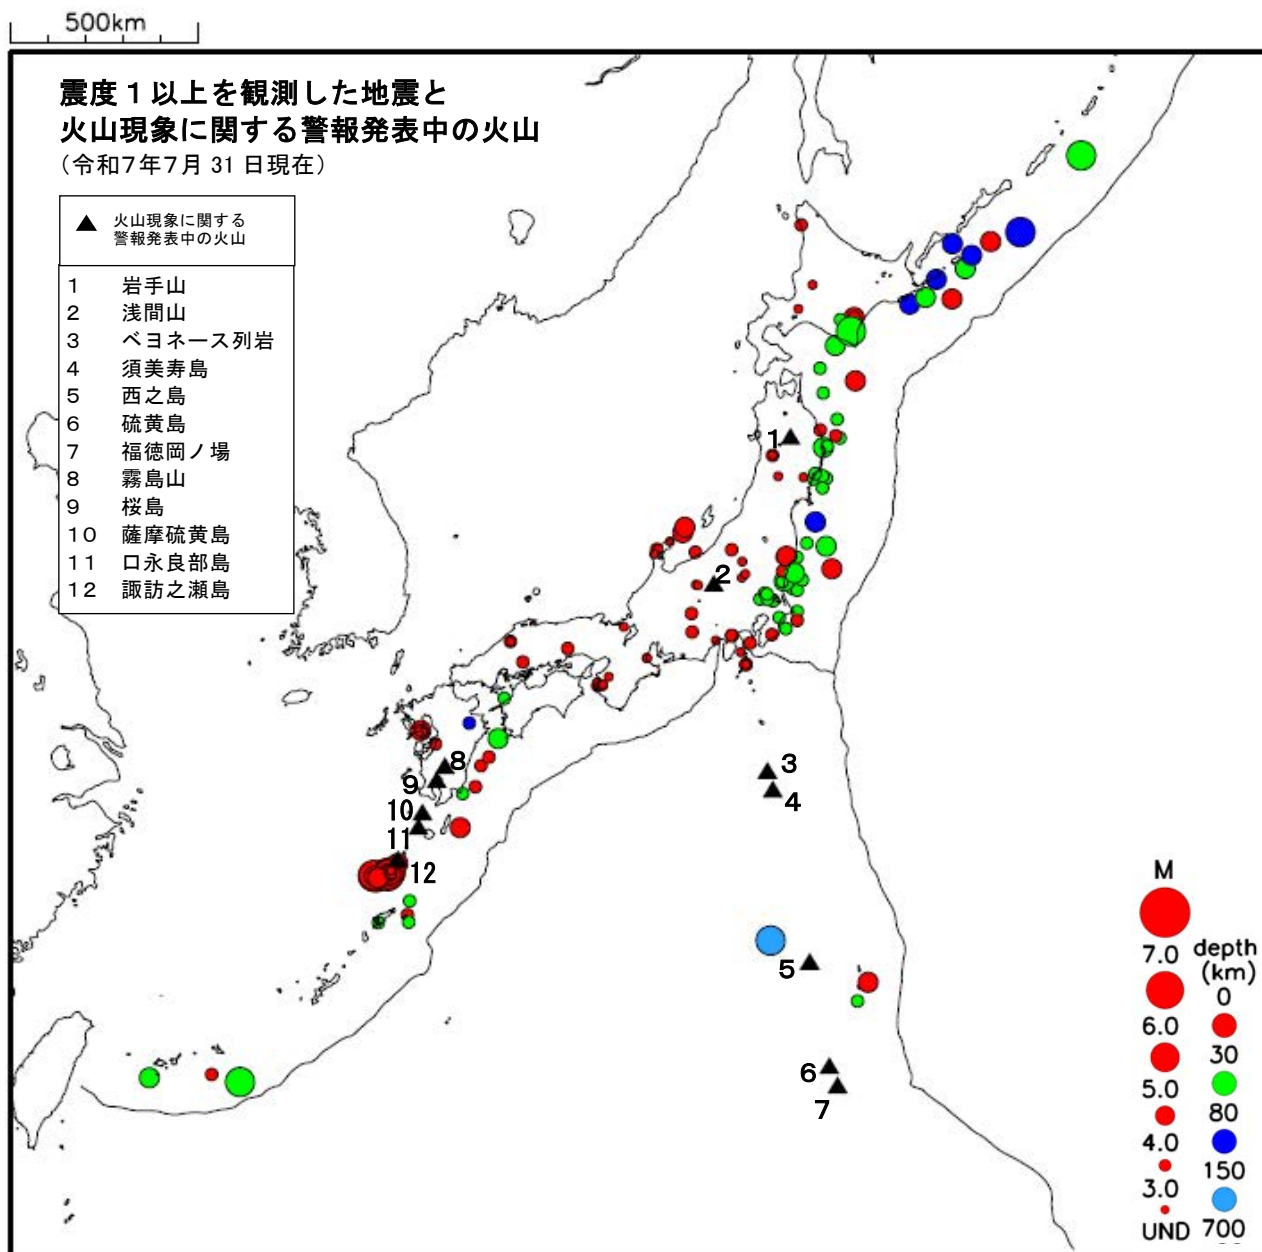 500km
震度１以上を観測した地震と
火山現象に関する警報発表中の火山
（令和7年7月 31 日現在）
▲ 火山現象に関する
警報発表中の火山
1 岩手山
2 浅間山
3 ベヨネース列岩
4 須美寿島
5 西之島
6 硫黄島
7 福徳岡ノ場
8 霧島山
9 桜島
10 薩摩硫黄島
11 口永良部島
12 諏訪之瀬島
1
2
3
4
5
6
7
8
9
10
11
12
M
7.0
6.0
5.0
4.0
3.0
UND
depth
(km)
0
30
80
150
700